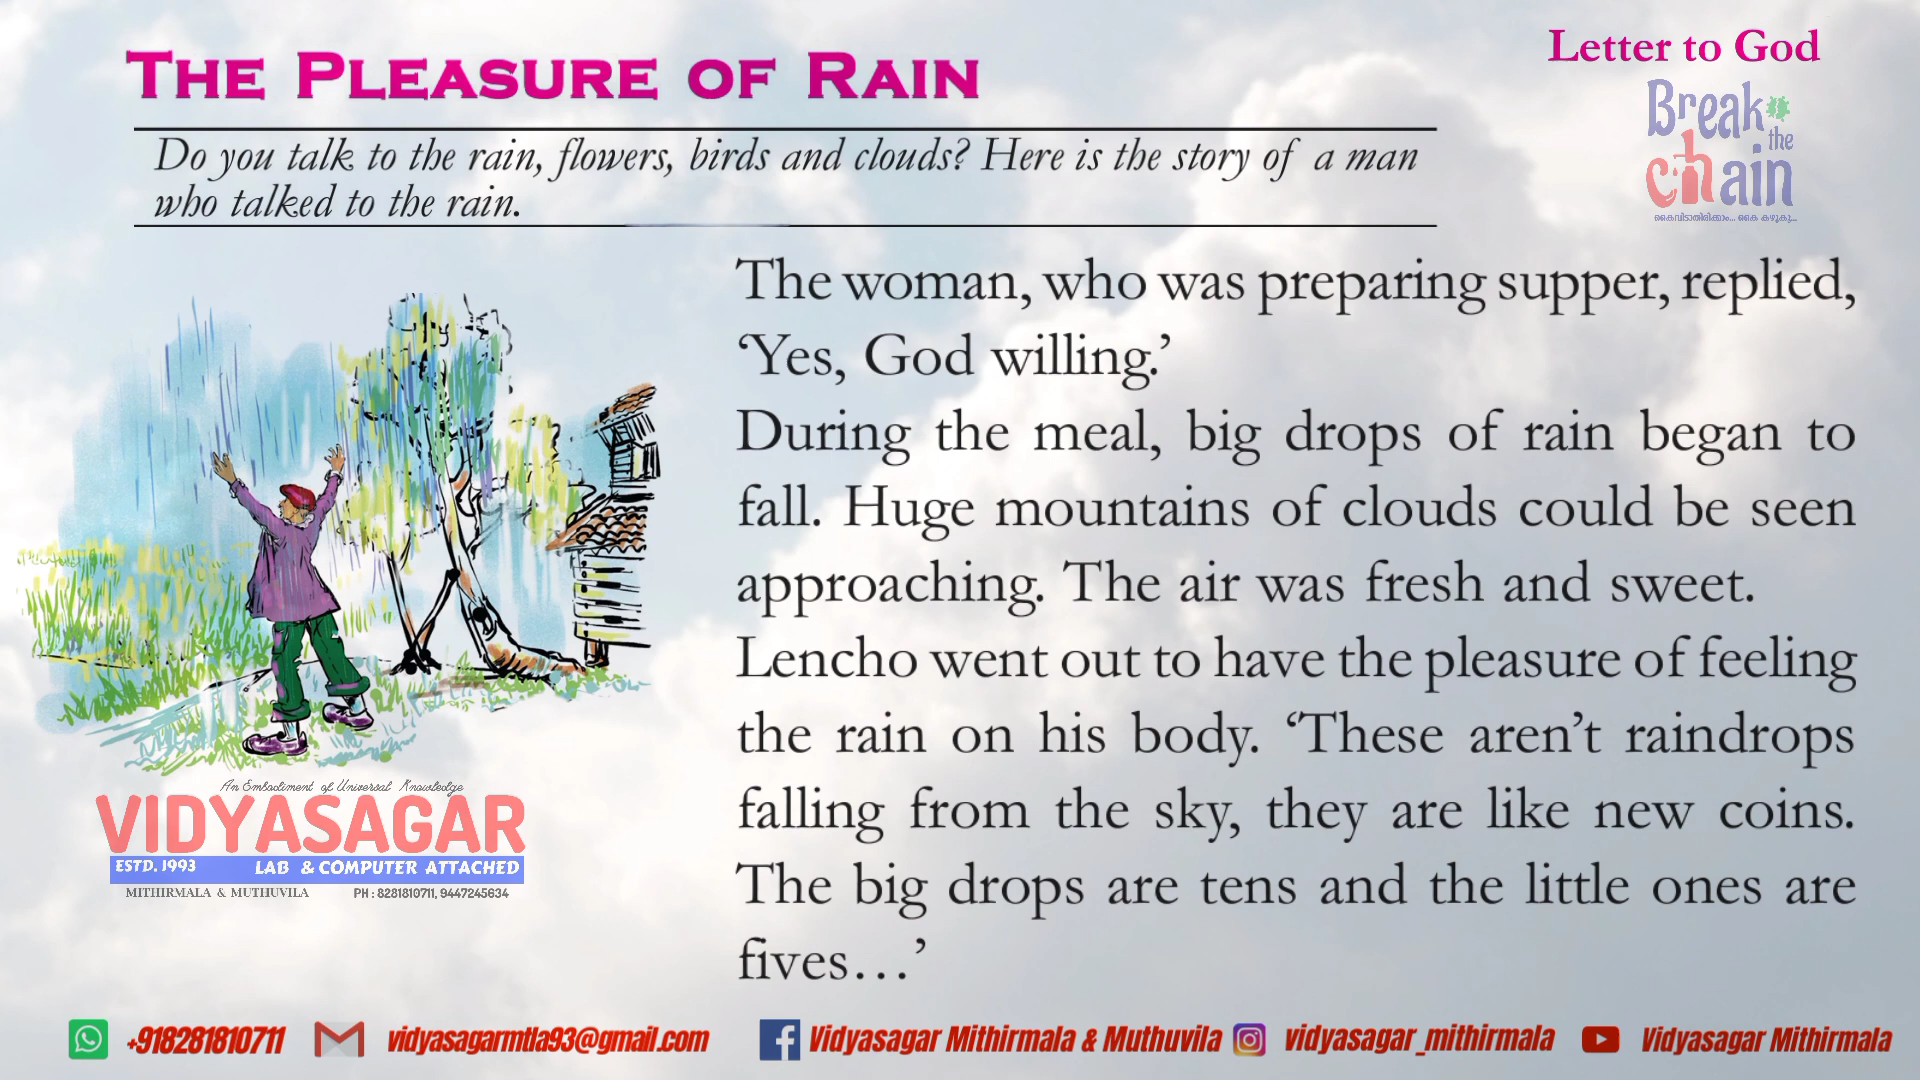 THE PLEASURE OF RAIN
Letter to God
Break
the
chain
കൈവിടാതിരിക്കാം... കൈ കഴുകൂ...
Do you talk to the rain, flowers, birds and clouds? Here is the story of a man
who talked to the rain.
The woman, who was preparing supper, replied,
‘Yes, God willing.’
During the meal, big drops of rain began to
fall. Huge mountains of clouds could be seen
approaching. The air was fresh and sweet.
Lencho went out to have the pleasure of feeling
the rain on his body. ‘These aren’t raindrops
falling from the sky, they are like new coins.
The big drops are tens and the little ones are
fives…’
An Embodiment of Universal Knowledge
VIDYASAGAR
ESTD. 1993 LAB & COMPUTER ATTACHED
MITHIRMALA & MUTHUVILA PH : 8281810711, 9447245634
+918281810711 vidyasagarmtla93@gmail.com Vidyasagar Mithirmala & Muthuvila vidyasagar_mithirmala Vidyasagar Mithirmala